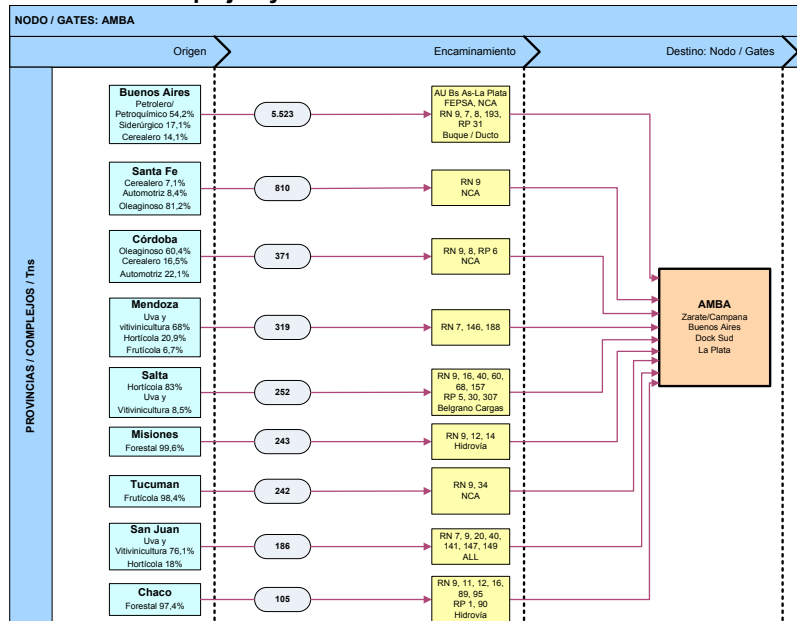 NODO / GATES: AMBA
Origen
Encaminamiento
Destino: Nodo / Gates
PROVINCIAS / COMPLEJOS / Tns
Buenos Aires
Petrolero/
Petroquímico 54,2%
Siderúrgico 17,1%
Cerealero 14,1%
5.523
AU Bs As-La Plata
FEPSA, NCA
RN 9, 7, 8, 193,
RP 31
Buque / Ducto
Santa Fe
Cerealero 7,1%
Automotriz 8,4%
Oleaginoso 81,2%
810
RN 9
NCA
Córdoba
Oleaginoso 60,4%
Cerealero 16,5%
Automotriz 22,1%
371
RN 9, 8, RP 6
NCA
Mendoza
Uva y
vitivinicultura 68%
Hortícola 20,9%
Frutícola 6,7%
319
RN 7, 146, 188
AMBA
Zarate/Campana
Buenos Aires
Dock Sud
La Plata
Salta
Hortícola 83%
Uva y
Vitivinicultura 8,5%
252
RN 9, 16, 40, 60,
68, 157
RP 5, 30, 307
Belgrano Cargas
Misiones
Forestal 99,6%
243
RN 9, 12, 14
Hidrovía
Tucuman
Frutícola 98,4%
242
RN 9, 34
NCA
San Juan
Uva y
Vitivinicultura 76,1%
Hortícola 18%
186
RN 7, 9, 20, 40,
141, 147, 149
ALL
Chaco
Forestal 97,4%
105
RN 9, 11, 12, 16,
89, 95
RP 1, 90
Hidrovía